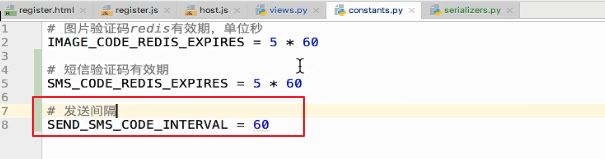 register.html register.js host.js views.py constants.py serializers.py
1 # 图片验证码redis有效期，单位秒
2 IMAGE_CODE_REDIS_EXPIRES = 5 * 60
3
4 # 短信验证码有效期
5 SMS_CODE_REDIS_EXPIRES = 5 * 60
6
7 # 发送间隔
8 SEND_SMS_CODE_INTERVAL = 60